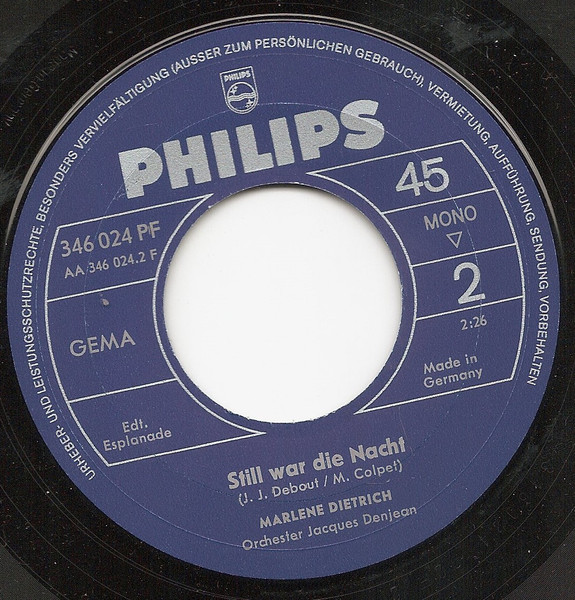 URHEBER- UND LEISTUNGSSCHUTZRECHTE, BESONDERS VERVIELFÄLTIGUNG (AUSSER ZUM PERSÖNLICHEN GEBRAUCH), VERMIETUNG, AUFFÜHRUNG, SENDUNG, VORBEHALTEN
PHILIPS
PHILIPS
346 024 PF
AA 346 024.2 F
GEMA
Edt.
Esplanade
45
MONO
2
2:26
Made in
Germany
Still war die Nacht
(J. J. Debout / M. Colpet)
MARLENE DIETRICH
Orchester Jacques Denjean